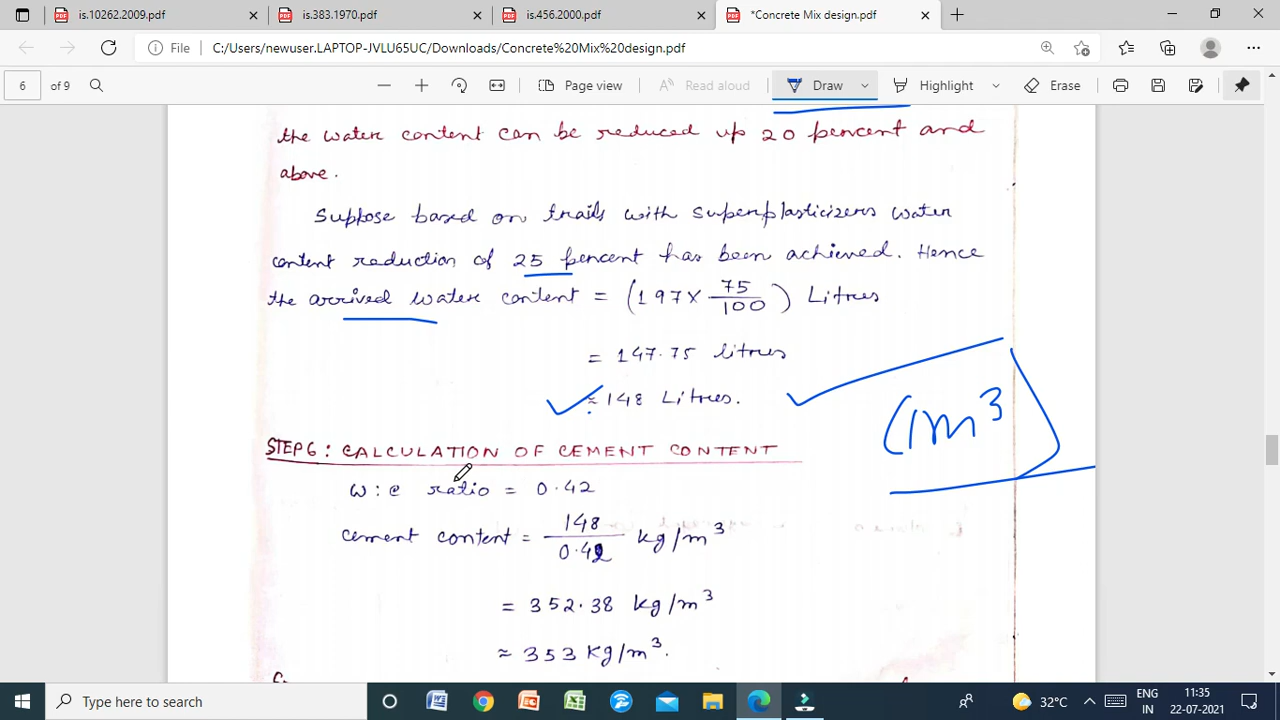 is.10262.2009.pdf
is.383.1970.pdf
is.456.2000.pdf
*Concrete Mix design.pdf
File
C:/Users/newuser.LAPTOP-JVLU65UC/Downloads/Concrete%20Mix%20design.pdf
6 of 9
Page view
Read aloud
Draw
Highlight
Erase
the water content can be reduced up 20 percent and
above.
Suppose based on trails with superplasticizers water
content reduction of 25 percent has been achieved. Hence
the arrived water content = (197 × 75/100) Litres
= 147.75 litres
≈ 148 Litres.
(1m³)
STEP6: CALCULATION OF CEMENT CONTENT
w:c ratio = 0.42
cement content = 148/0.42 kg/m³
= 352.38 kg/m³
≈ 353 Kg/m³.
Type here to search
32°C
ENG
IN
11:35
22-07-2021